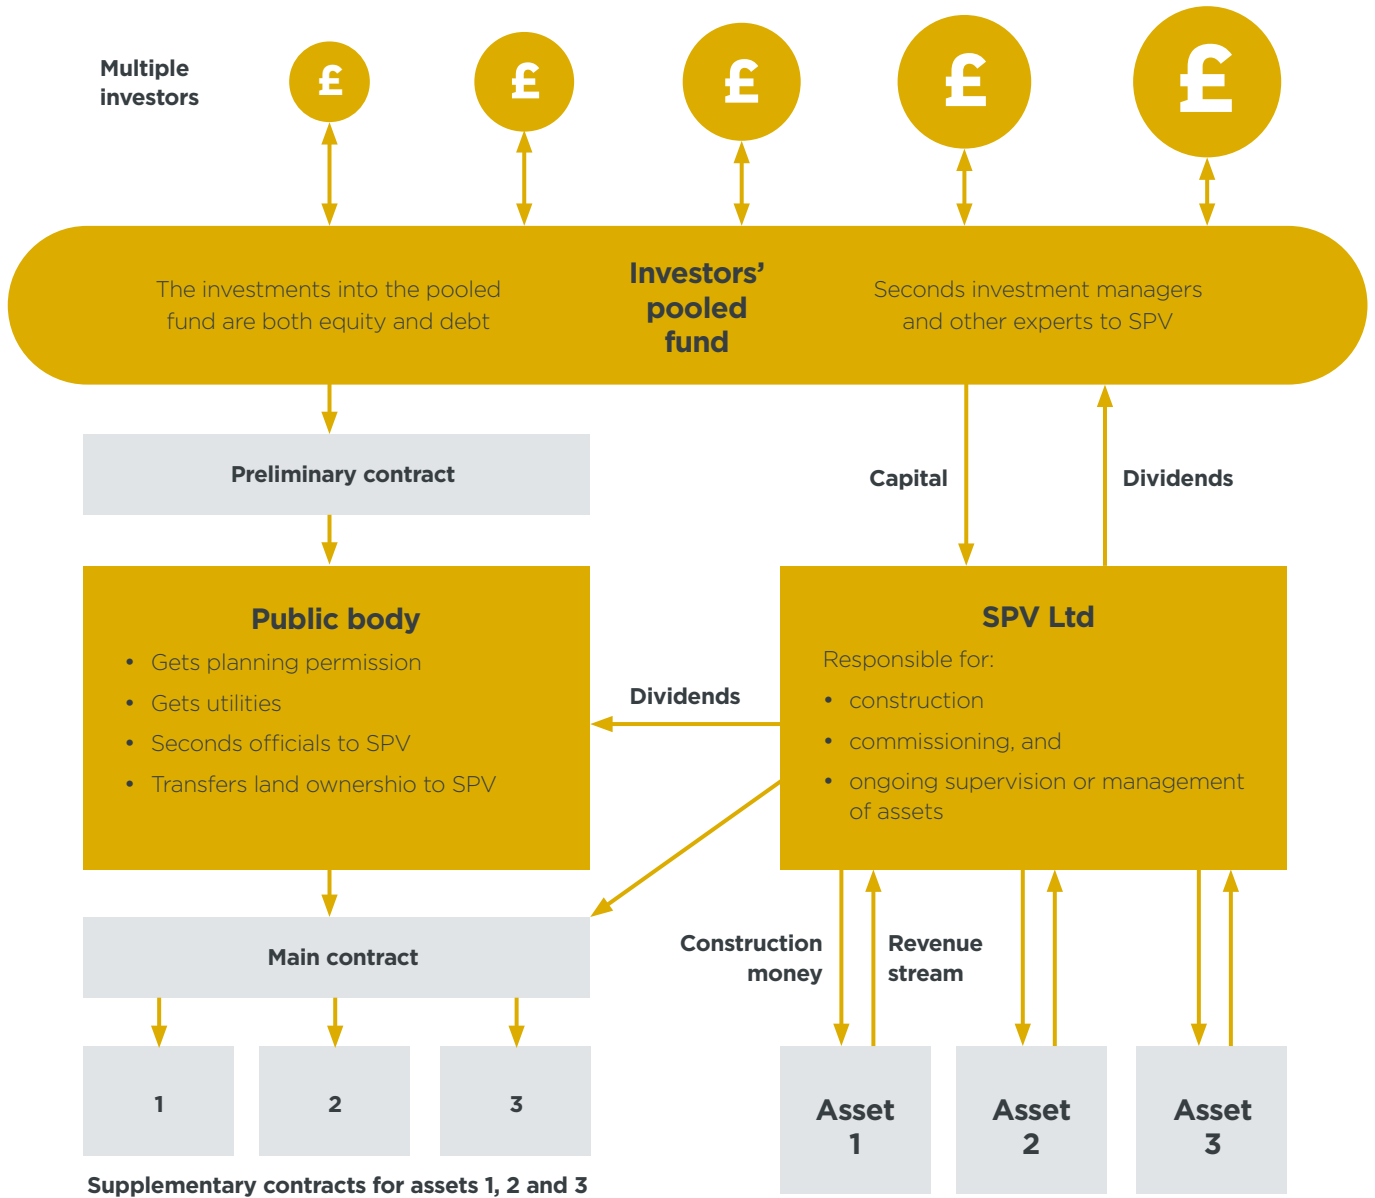 Multiple
investors
£
£
£
£
£
The investments into the pooled
fund are both equity and debt
Investors’
pooled
fund
Seconds investment managers
and other experts to SPV
Preliminary contract
Capital
Dividends
Public body
• Gets planning permission
• Gets utilities
• Seconds officials to SPV
• Transfers land ownershio to SPV
Dividends
SPV Ltd
Responsible for:
• construction
• commissioning, and
• ongoing supervision or management
of assets
Main contract
Construction
money
Revenue
stream
1
2
3
Supplementary contracts for assets 1, 2 and 3
Asset
1
Asset
2
Asset
3